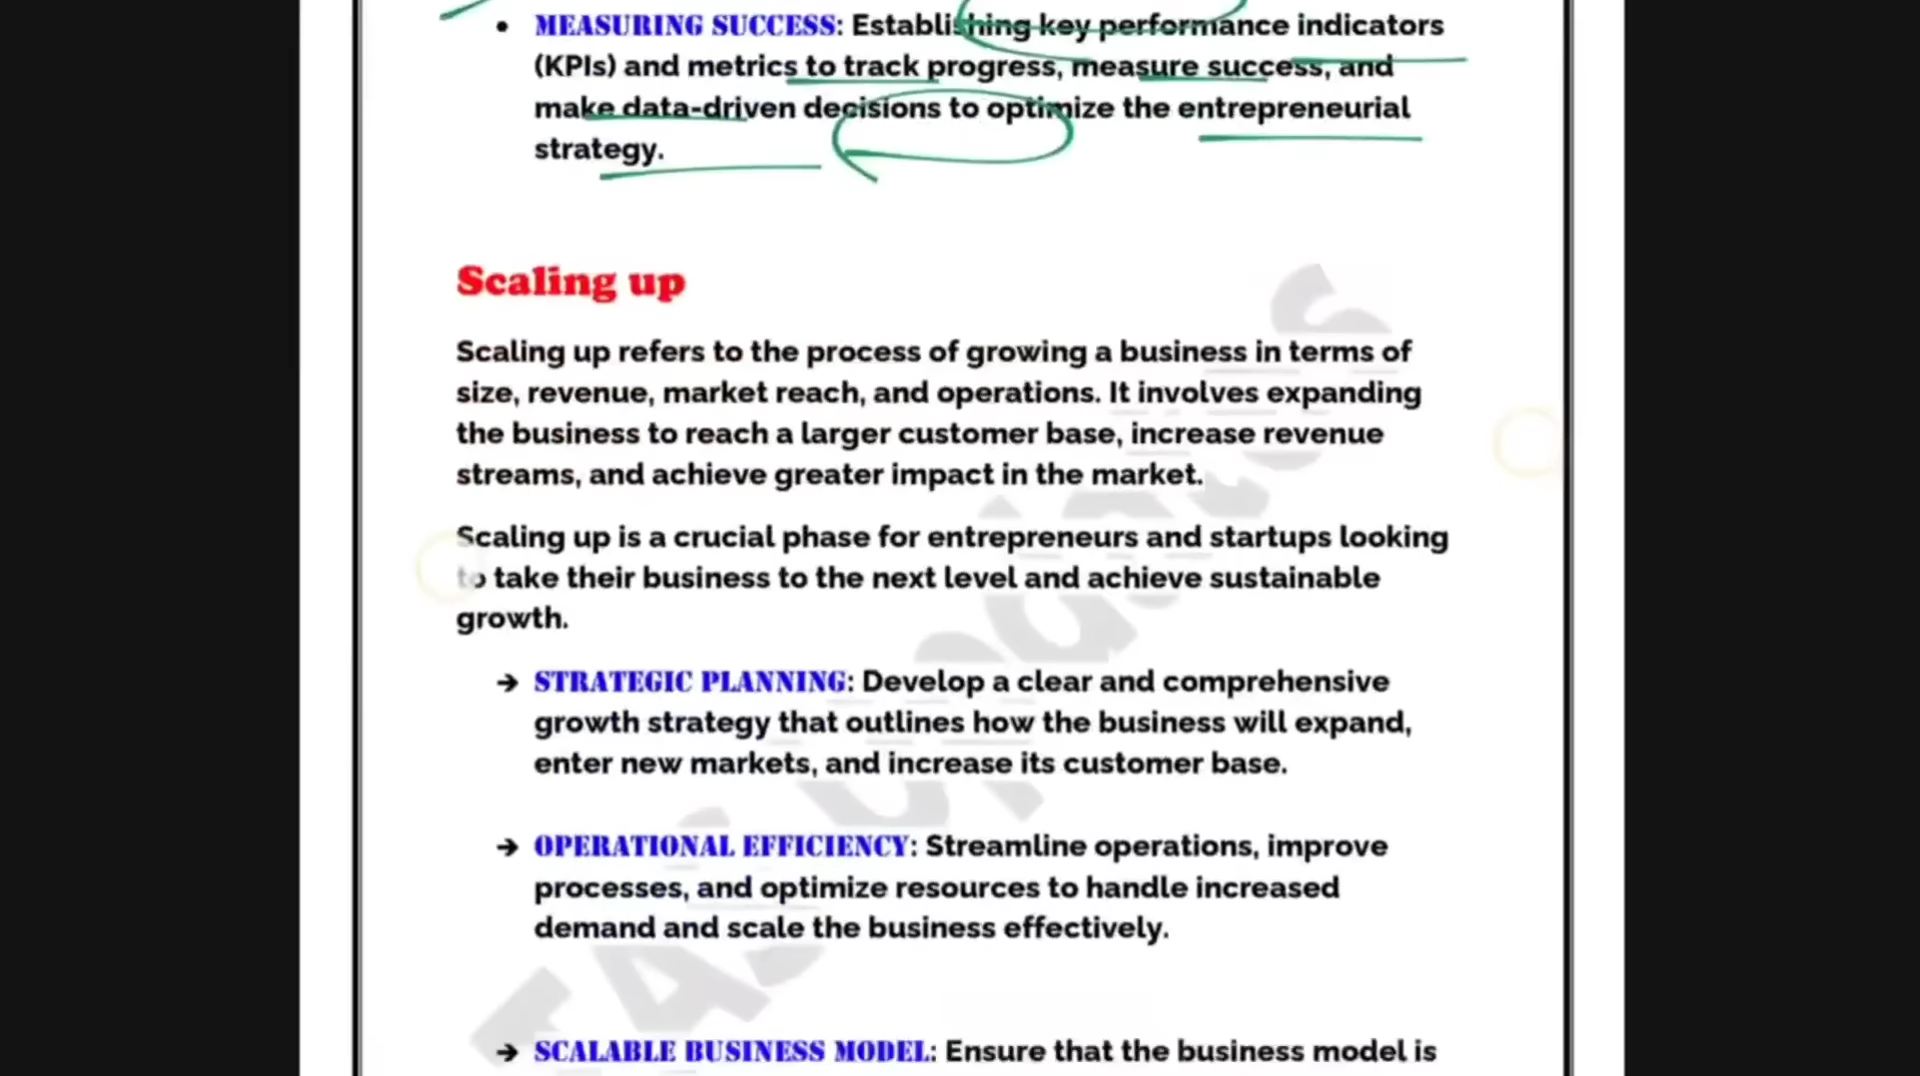 • MEASURING SUCCESS: Establishing key performance indicators
(KPIs) and metrics to track progress, measure success, and
make data-driven decisions to optimize the entrepreneurial
strategy.
Scaling up
Scaling up refers to the process of growing a business in terms of
size, revenue, market reach, and operations. It involves expanding
the business to reach a larger customer base, increase revenue
streams, and achieve greater impact in the market.
Scaling up is a crucial phase for entrepreneurs and startups looking
to take their business to the next level and achieve sustainable
growth.
→ STRATEGIC PLANNING: Develop a clear and comprehensive
growth strategy that outlines how the business will expand,
enter new markets, and increase its customer base.
→ OPERATIONAL EFFICIENCY: Streamline operations, improve
processes, and optimize resources to handle increased
demand and scale the business effectively.
→ SCALABLE BUSINESS MODEL: Ensure that the business model is